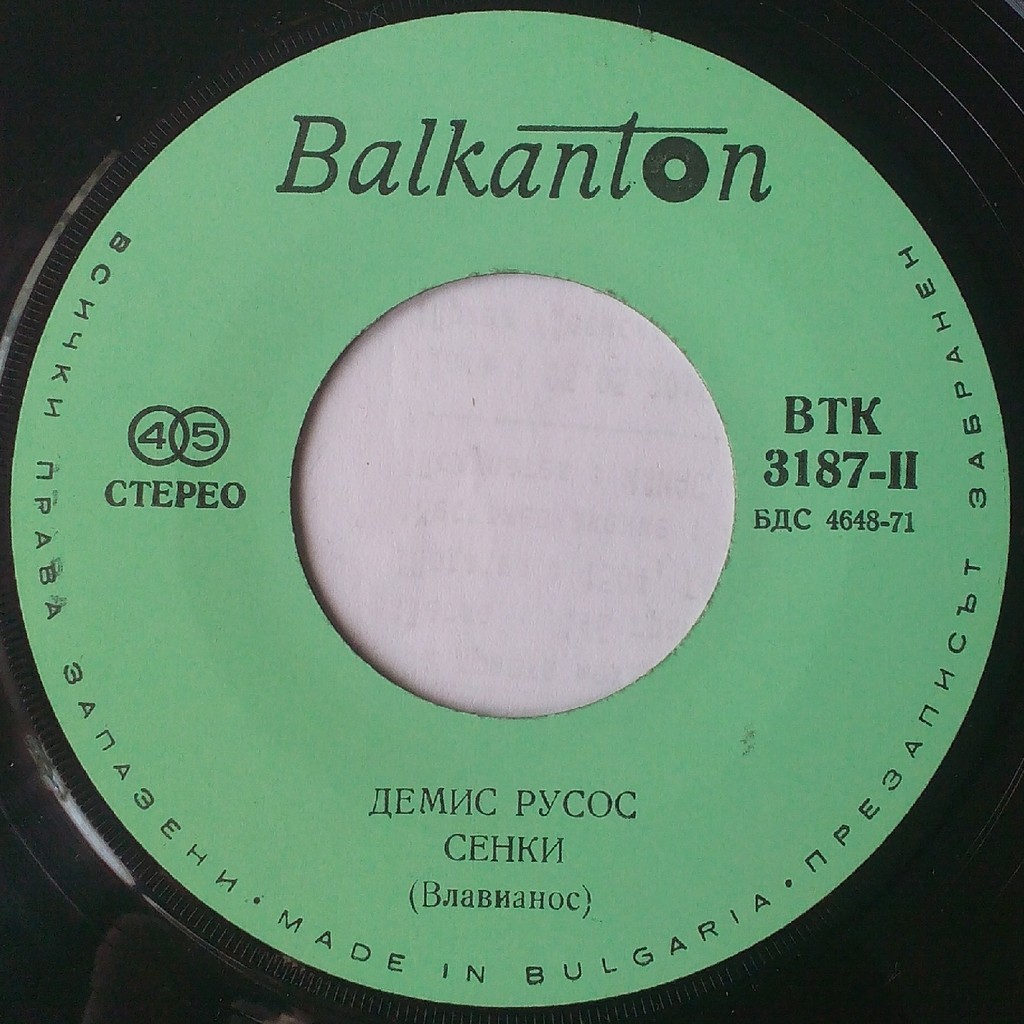 Balkanton
45
СТЕРЕО
ВТК
3187-II
БДС 4648-71
ДЕМИС РУСОС
СЕНКИ
(Влавианос)
ВСИЧКИ ПРАВА ЗАПАЗЕНИ • MADE IN BULGARIA • ПРЕЗАПИСЪТ ЗАБРАНЕН